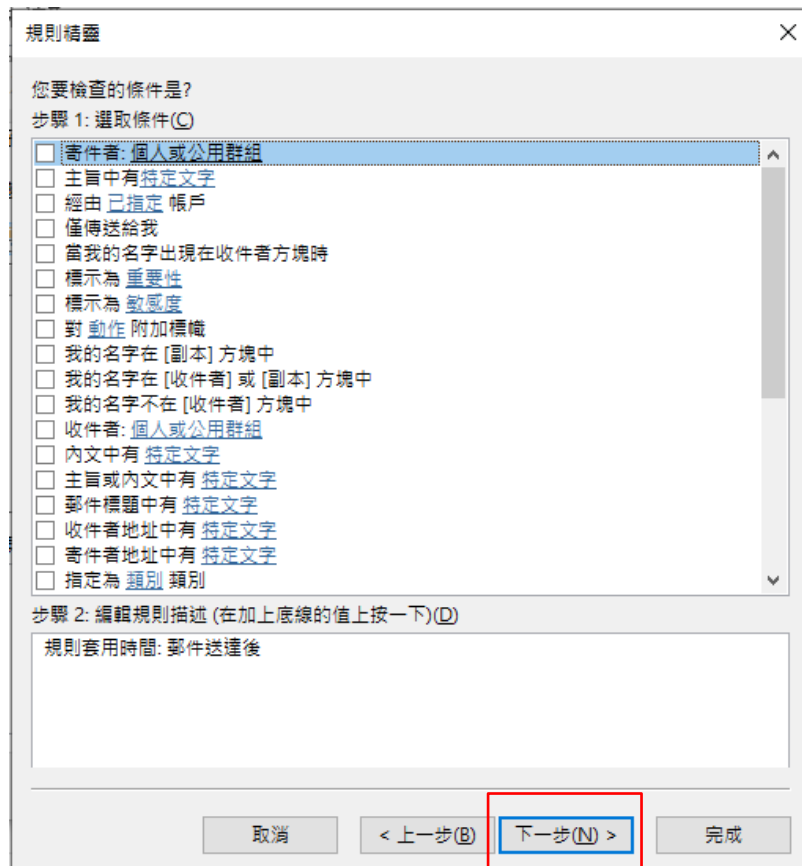 規則精靈
您要檢查的條件是?
步驟 1: 選取條件(C)
寄件者: 個人或公用群組
主旨中有特定文字
經由 已指定 帳戶
僅傳送給我
當我的名字出現在收件者方塊時
標示為 重要性
標示為 敏感度
對 動作 附加標幟
我的名字在 [副本] 方塊中
我的名字在 [收件者] 或 [副本] 方塊中
我的名字不在 [收件者] 方塊中
收件者: 個人或公用群組
內文中有 特定文字
主旨或內文中有 特定文字
郵件標題中有 特定文字
收件者地址中有 特定文字
寄件者地址中有 特定文字
指定為 類別 類別
步驟 2: 編輯規則描述 (在加上底線的值上按一下)(D)
規則套用時間: 郵件送達後
取消 < 上一步(B) 下一步(N) > 完成